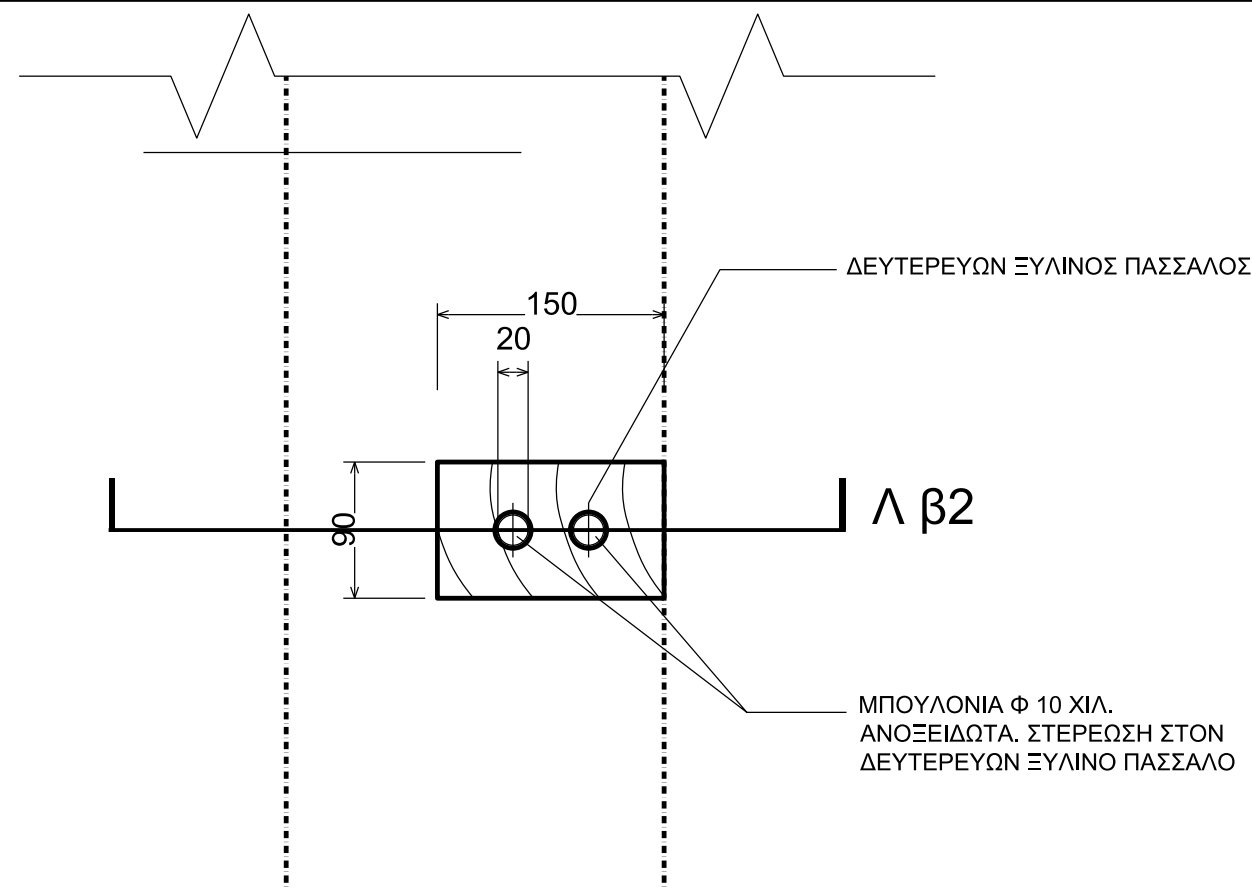 ΔΕΥΤΕΡΕΥΩΝ ΞΥΛΙΝΟΣ ΠΑΣΣΑΛΟΣ
150
20
90
Λ β2
ΜΠΟΥΛΟΝΙΑ Φ 10 ΧΙΛ.
ΑΝΟΞΕΙΔΩΤΑ. ΣΤΕΡΕΩΣΗ ΣΤΟΝ
ΔΕΥΤΕΡΕΥΩΝ ΞΥΛΙΝΟ ΠΑΣΣΑΛΟ